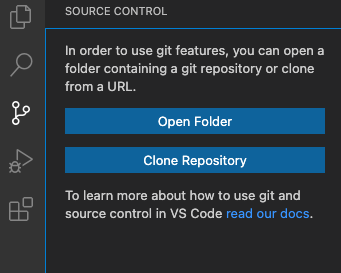 SOURCE CONTROL
In order to use git features, you can open a
folder containing a git repository or clone
from a URL.
Open Folder
Clone Repository
To learn more about how to use git and
source control in VS Code read our docs.